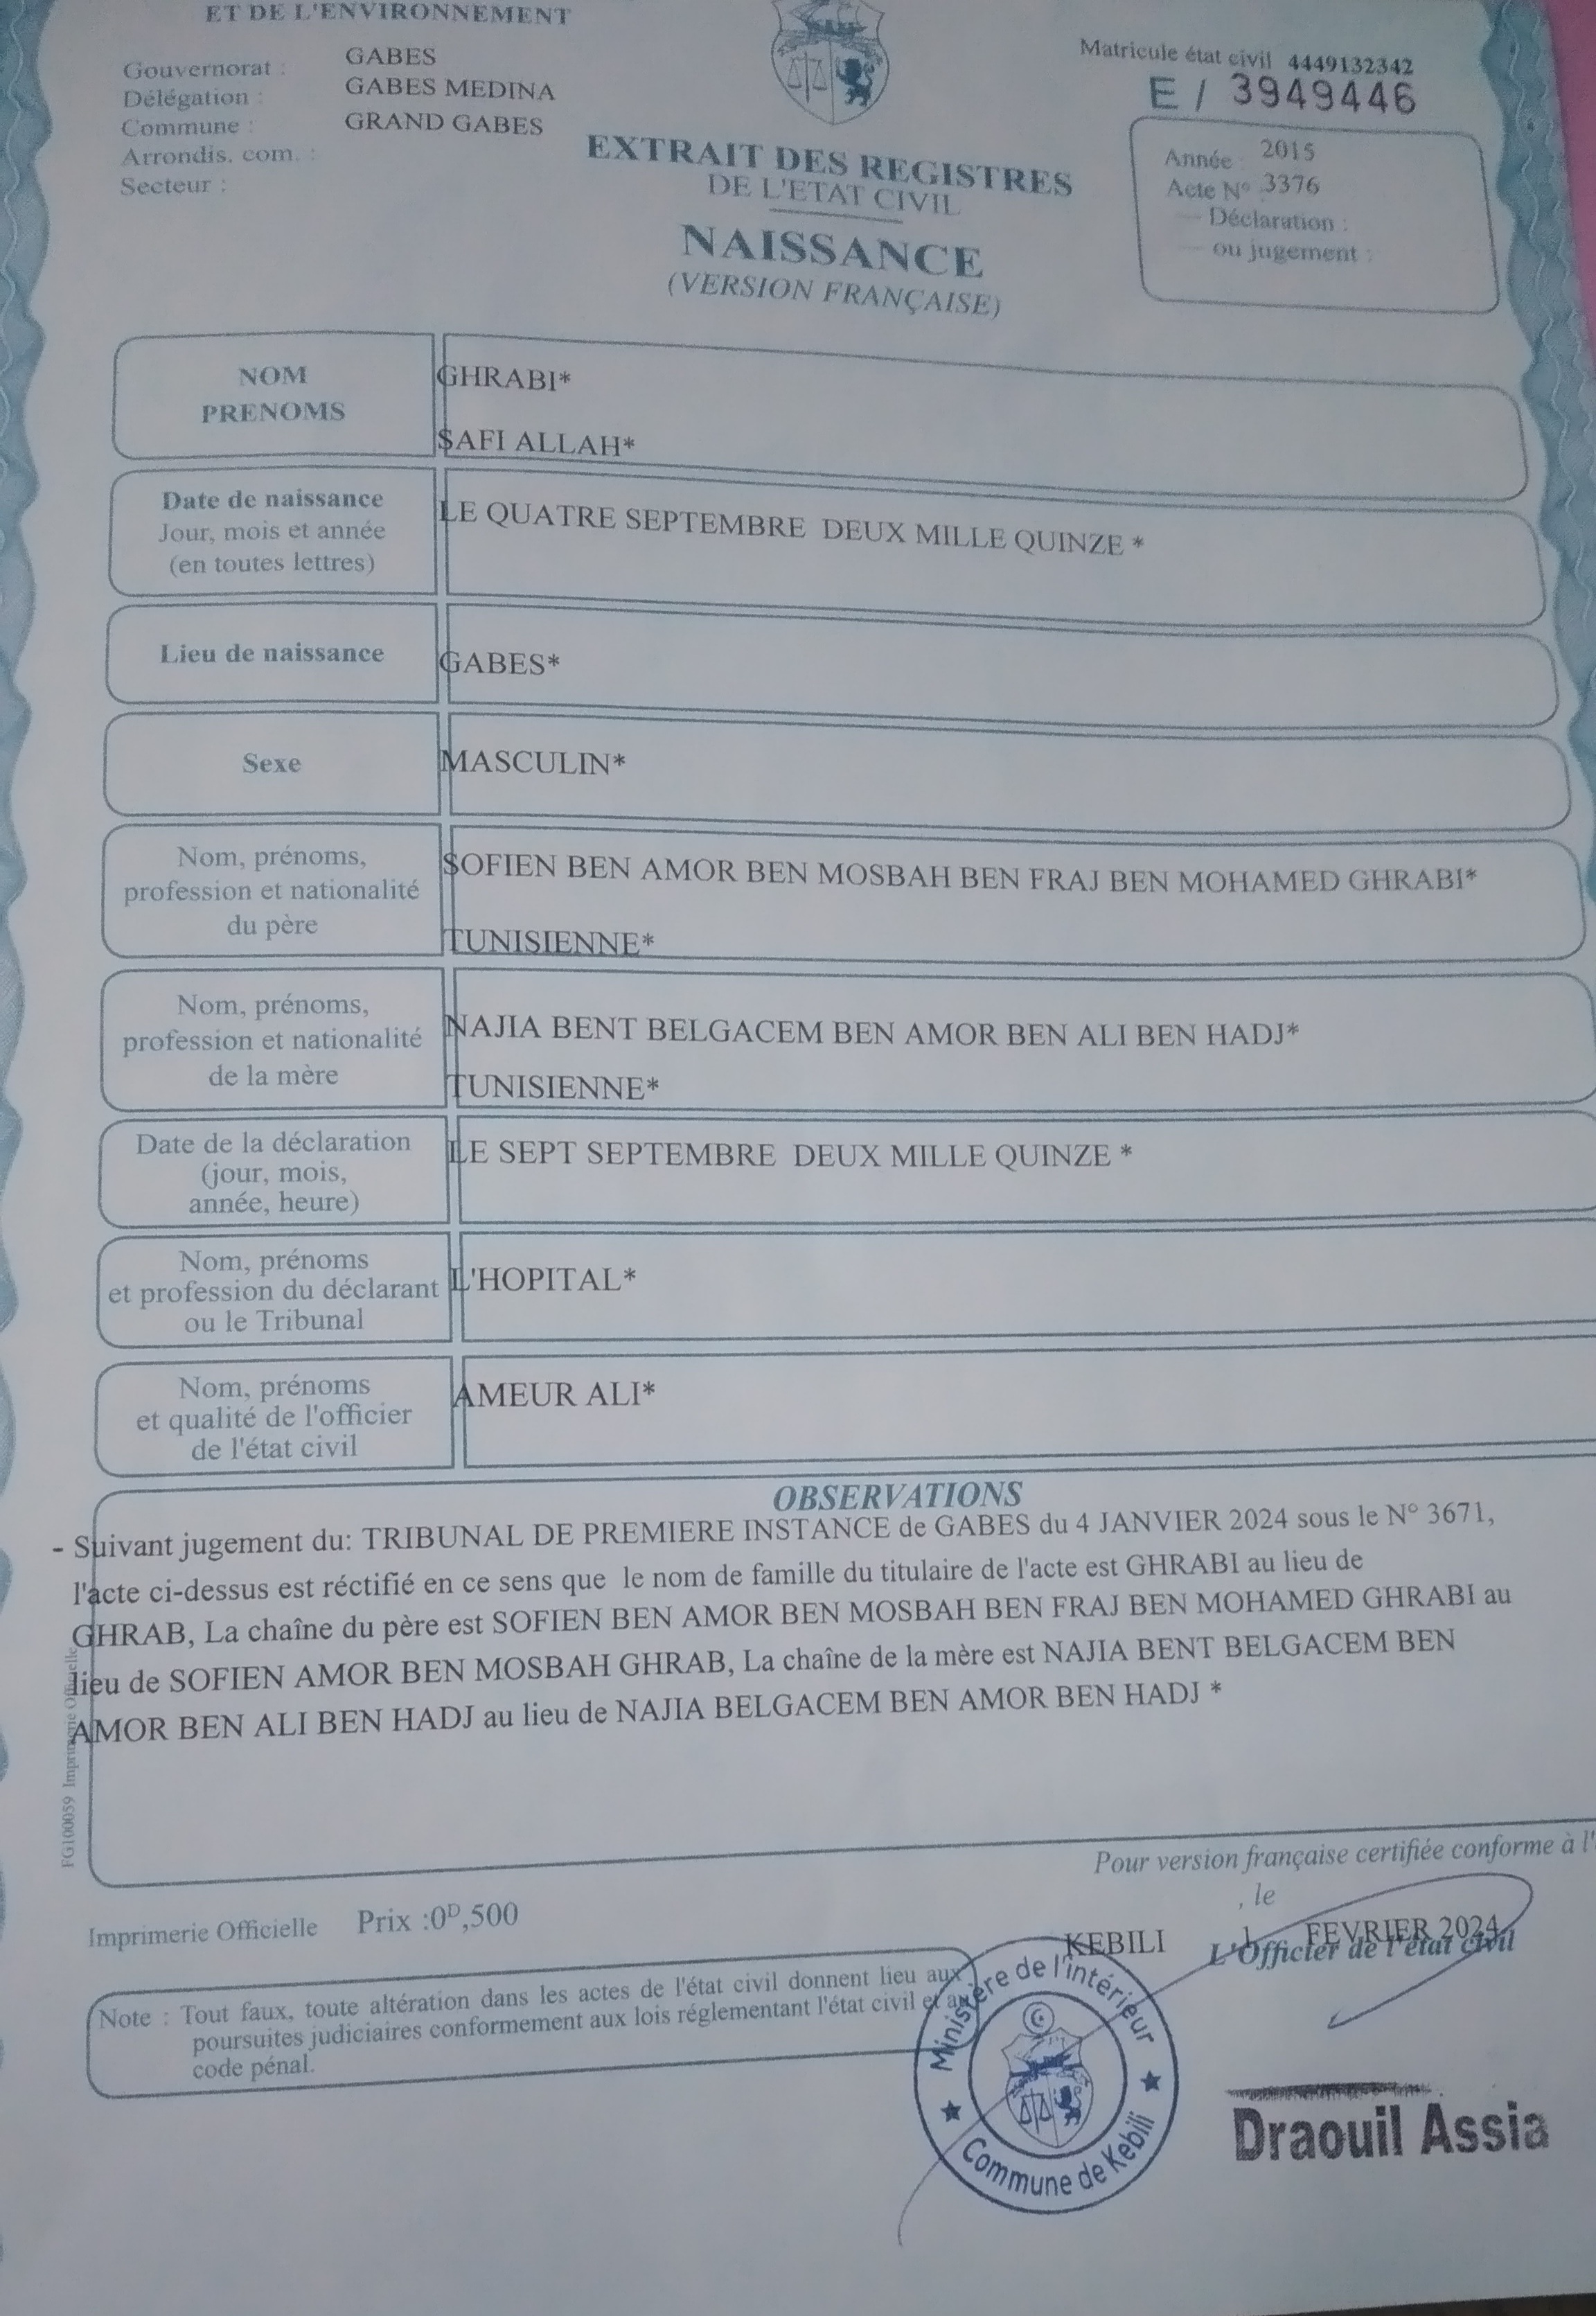 ET DE L'ENVIRONNEMENT
Gouvernorat : GABES
Délégation : GABES MEDINA
Commune : GRAND GABES
Arrondis. com. :
Secteur :
Matricule état civil 4449132342
E / 3949446
EXTRAIT DES REGISTRES
DE L'ETAT CIVIL
NAISSANCE
(VERSION FRANÇAISE)
Année : 2015
Acte N° 3376
— Déclaration :
— ou jugement :
NOM
PRENOMS
GHRABI*
SAFI ALLAH*
Date de naissance
Jour, mois et année
(en toutes lettres)
LE QUATRE SEPTEMBRE DEUX MILLE QUINZE *
Lieu de naissance
GABES*
Sexe
MASCULIN*
Nom, prénoms,
profession et nationalité
du père
SOFIEN BEN AMOR BEN MOSBAH BEN FRAJ BEN MOHAMED GHRABI*
TUNISIENNE*
Nom, prénoms,
profession et nationalité
de la mère
NAJIA BENT BELGACEM BEN AMOR BEN ALI BEN HADJ*
TUNISIENNE*
Date de la déclaration
(jour, mois,
année, heure)
LE SEPT SEPTEMBRE DEUX MILLE QUINZE *
Nom, prénoms
et profession du déclarant
ou le Tribunal
L'HOPITAL*
Nom, prénoms
et qualité de l'officier
de l'état civil
AMEUR ALI*
OBSERVATIONS
- Suivant jugement du: TRIBUNAL DE PREMIERE INSTANCE de GABES du 4 JANVIER 2024 sous le N° 3671,
l'acte ci-dessus est réctifié en ce sens que le nom de famille du titulaire de l'acte est GHRABI au lieu de
GHRAB, La chaîne du père est SOFIEN BEN AMOR BEN MOSBAH BEN FRAJ BEN MOHAMED GHRABI au
lieu de SOFIEN AMOR BEN MOSBAH GHRAB, La chaîne de la mère est NAJIA BENT BELGACEM BEN
AMOR BEN ALI BEN HADJ au lieu de NAJIA BELGACEM BEN AMOR BEN HADJ *
FG100059 Imprimerie Officielle
Pour version française certifiée conforme à l'
, le
KEBILI 1 FEVRIER 2024
L'Officier de l'état civil
Imprimerie Officielle Prix :0D,500
Note : Tout faux, toute altération dans les actes de l'état civil donnent lieu aux
poursuites judiciaires conformement aux lois réglementant l'état civil et au
code pénal.
Ministère de l'intérieur
Commune de Kebili
Draouil Assia